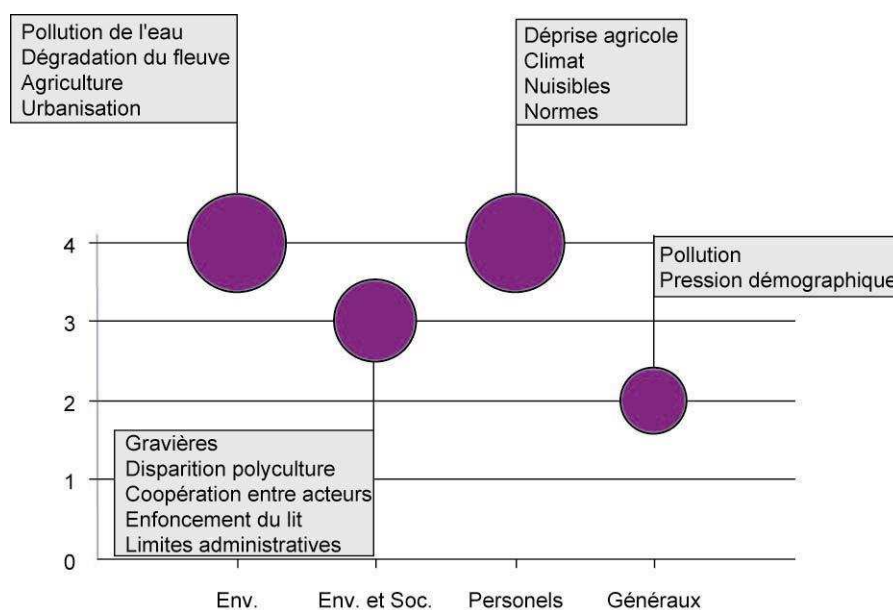 Pollution de l'eau
Dégradation du fleuve
Agriculture
Urbanisation
Déprise agricole
Climat
Nuisibles
Normes
Pollution
Pression démographique
4
3
2
1
0
Gravières
Disparition polyculture
Coopération entre acteurs
Enfoncement du lit
Limites administratives
Env.
Env. et Soc.
Personels
Généraux